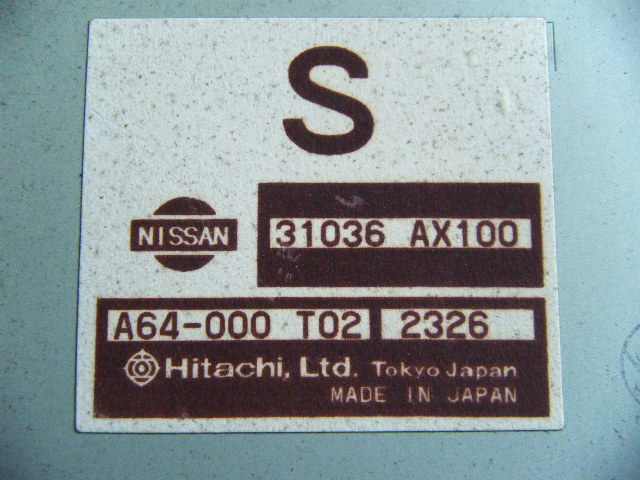 S
NISSAN 31036 AX100
A64-000 T02 2326
Hitachi, Ltd. Tokyo Japan
MADE IN JAPAN